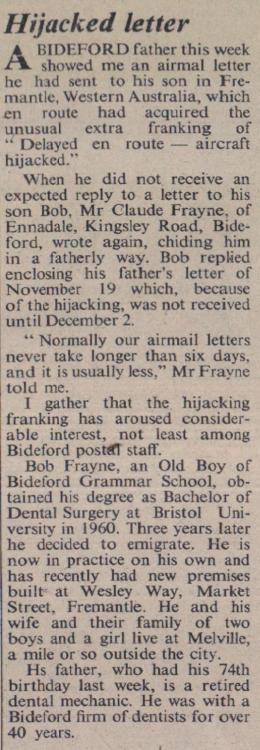 Hijacked letter
A BIDEFORD father this week
showed me an airmal letter
he had sent to his son in Fre-
mantle, Western Australia, which
en route had acquired the
unusual extra franking of
" Delayed en route — aircraft
hijacked."
When he did not receive an
expected reply to a letter to his
son Bob, Mr Claude Frayne, of
Ennadale, Kingsley Road, Bide-
ford, wrote again, chiding him
in a fatherly way. Bob replied
enclosing his father's letter of
November 19 which, because
of the hijacking, was not received
until December 2.
" Normally our airmail letters
never take longer than six days,
and it is usually less," Mr Frayne
told me.
I gather that the hijacking
franking has aroused consider-
able interest, not least among
Bideford postal staff.
Bob Frayne, an Old Boy of
Bideford Grammar School, ob-
tained his degree as Bachelor of
Dental Surgery at Bristol Uni-
versity in 1960. Three years later
he decided to emigrate. He is
now in practice on his own and
has recently had new premises
built at Wesley Way, Market
Street, Fremantle. He and his
wife and their family of two
boys and a girl live at Melville,
a mile or so outside the city.
Hs father, who had his 74th
birthday last week, is a retired
dental mechanic. He was with a
Bideford firm of dentists for over
40 years.